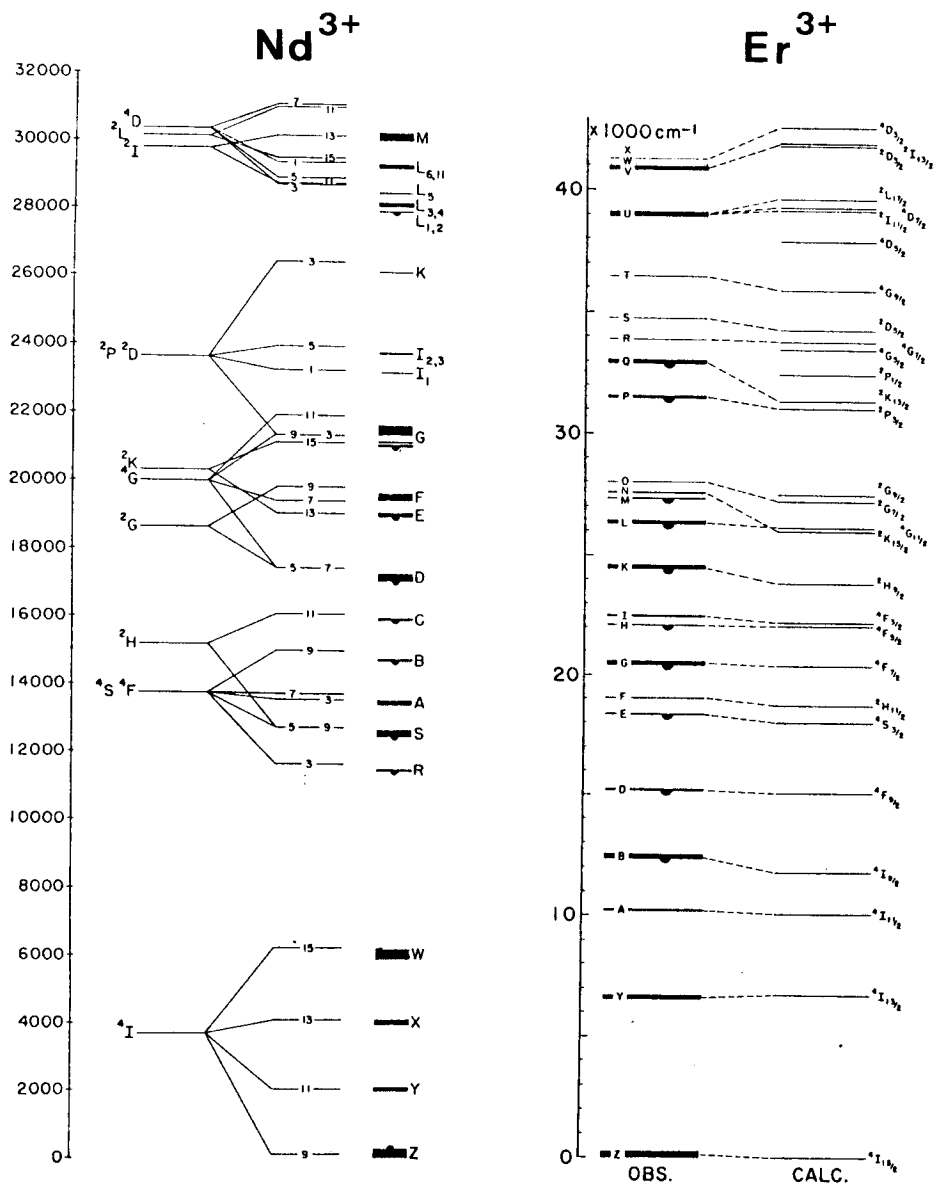 Nd³⁺
Er³⁺
32000
30000
28000
26000
24000
22000
20000
18000
16000
14000
12000
10000
8000
6000
4000
2000
0
⁴D
²L
²I
²P ²D
²K
⁴G
²G
²H
⁴S ⁴F
⁴I
7
11
13
15
1
5
11
3
3
5
1
11
9 3
15
9
7
13
5 7
11
9
7
3
5 9
3
15
13
11
9
M
L₆,₁₁
L₅
L₃,₄
L₁,₂
K
I₂,₃
I₁
G
F
E
D
C
B
A
S
R
W
X
Y
Z
x 1000 cm⁻¹
40
30
20
10
0
X
W
V
U
T
S
R
Q
P
O
N
M
L
K
I
H
G
F
E
D
B
A
Y
Z
²I₁₃/₂
⁴G₉/₂
²P₁/₂
²K₁₃/₂
²P₃/₂
²G₉/₂
²G₇/₂
⁴G₁₁/₂
²K₁₅/₂
²H₉/₂
⁴F₃/₂
⁴F₅/₂
⁴F₇/₂
²H₁₁/₂
⁴S₃/₂
⁴F₉/₂
⁴I₉/₂
⁴I₁₁/₂
⁴I₁₃/₂
⁴I₁₅/₂
OBS.
CALC.